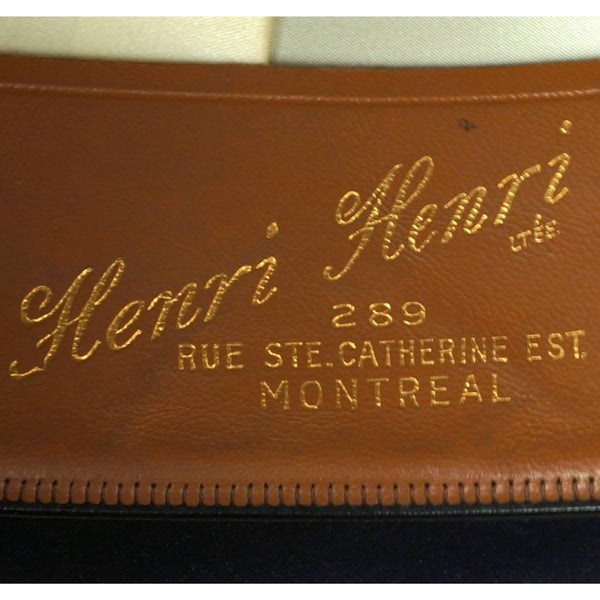 Henri Henri
LTÉE.
289
RUE STE. CATHERINE EST.
MONTREAL